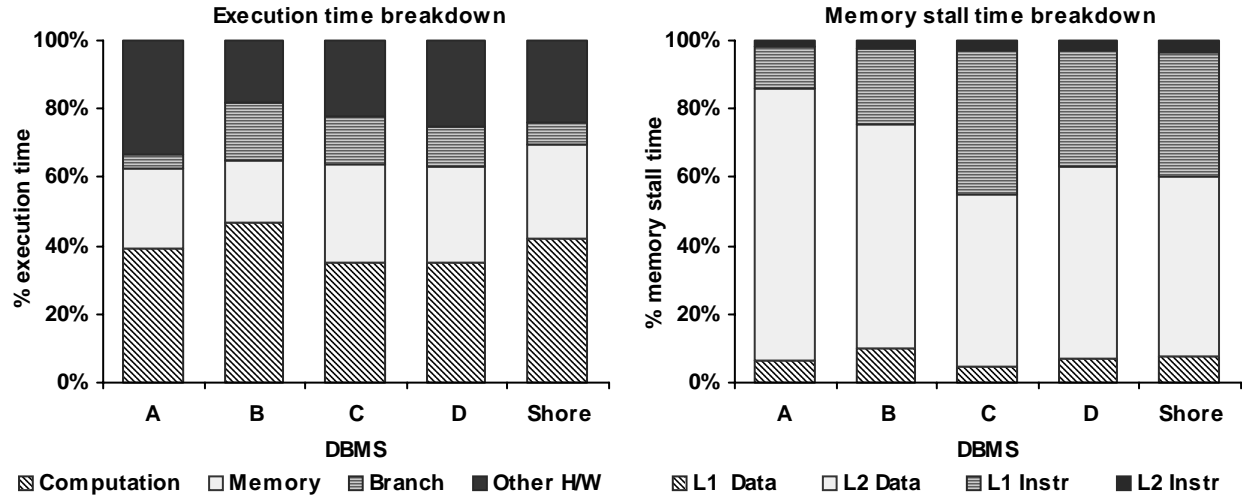 Execution time breakdown
100%
80%
60%
40%
20%
0%
% execution time
A B C D Shore
DBMS
Computation Memory Branch Other H/W
Memory stall time breakdown
100%
80%
60%
40%
20%
0%
% memory stall time
A B C D Shore
DBMS
L1 Data L2 Data L1 Instr L2 Instr